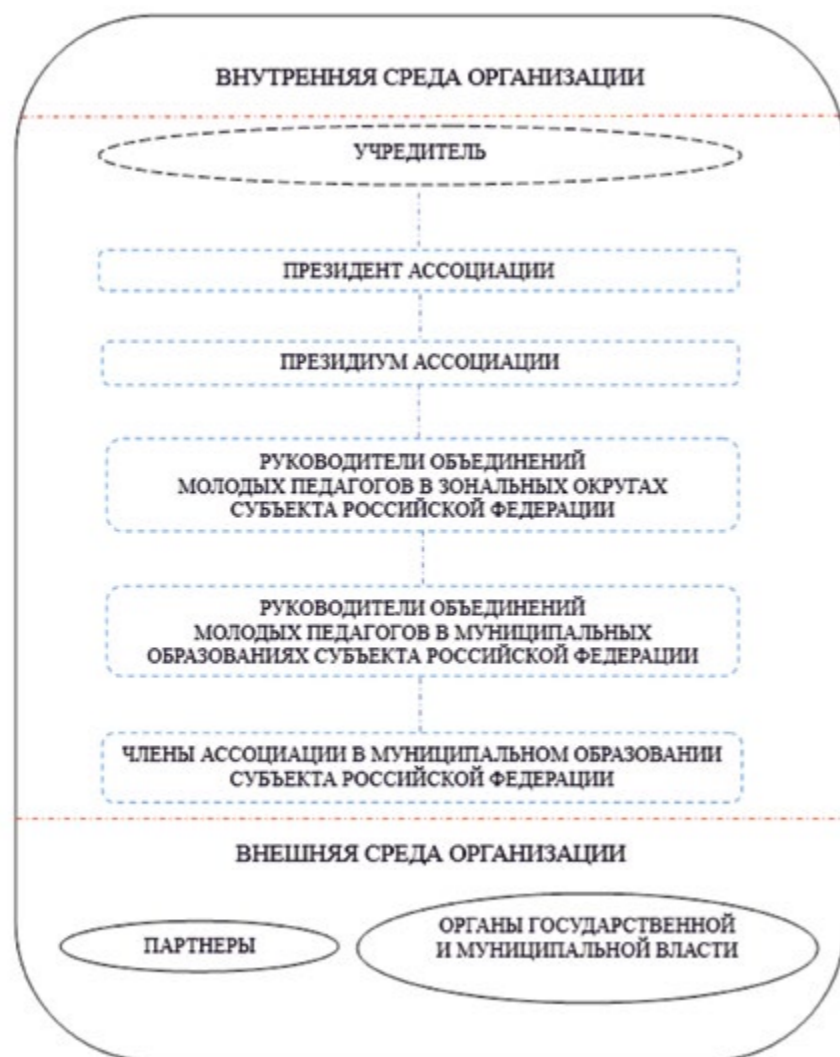 ВНУТРЕННЯЯ СРЕДА ОРГАНИЗАЦИИ
УЧРЕДИТЕЛЬ
ПРЕЗИДЕНТ АССОЦИАЦИИ
ПРЕЗИДИУМ АССОЦИАЦИИ
РУКОВОДИТЕЛИ ОБЪЕДИНЕНИЙ
МОЛОДЫХ ПЕДАГОГОВ В ЗОНАЛЬНЫХ ОКРУГАХ
СУБЪЕКТА РОССИЙСКОЙ ФЕДЕРАЦИИ
РУКОВОДИТЕЛИ ОБЪЕДИНЕНИЙ
МОЛОДЫХ ПЕДАГОГОВ В МУНИЦИПАЛЬНЫХ
ОБРАЗОВАНИЯХ СУБЪЕКТА РОССИЙСКОЙ ФЕДЕРАЦИИ
ЧЛЕНЫ АССОЦИАЦИИ В МУНИЦИПАЛЬНОМ ОБРАЗОВАНИИ
СУБЪЕКТА РОССИЙСКОЙ ФЕДЕРАЦИИ
ВНЕШНЯЯ СРЕДА ОРГАНИЗАЦИИ
ПАРТНЕРЫ
ОРГАНЫ ГОСУДАРСТВЕННОЙ
И МУНИЦИПАЛЬНОЙ ВЛАСТИ